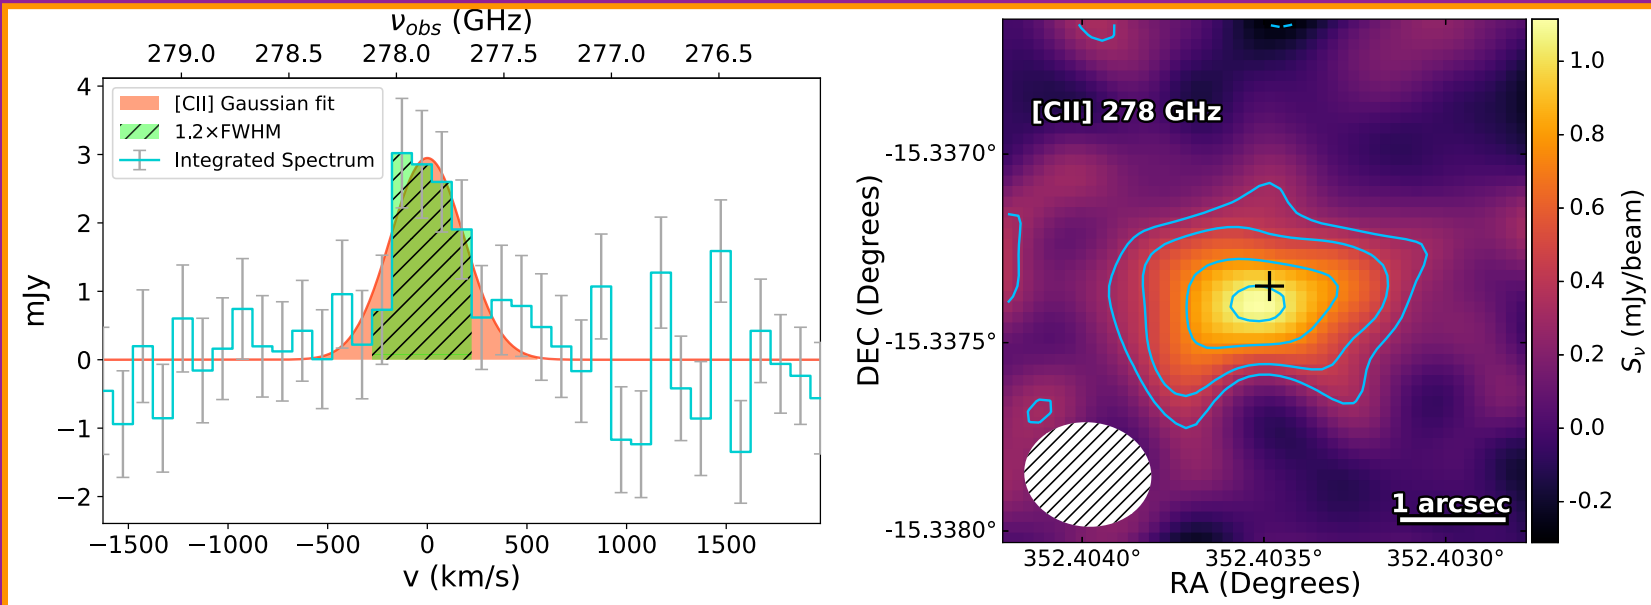 ν_obs (GHz)
279.0 278.5 278.0 277.5 277.0 276.5
[CII] Gaussian fit
1.2×FWHM
Integrated Spectrum
4
3
2
1
0
−1
−2
mJy
−1500 −1000 −500 0 500 1000 1500
v (km/s)
[CII] 278 GHz
-15.3370°
-15.3375°
-15.3380°
DEC (Degrees)
1 arcsec
352.4040° 352.4035° 352.4030°
RA (Degrees)
1.0
0.8
0.6
0.4
0.2
0.0
-0.2
S_ν (mJy/beam)